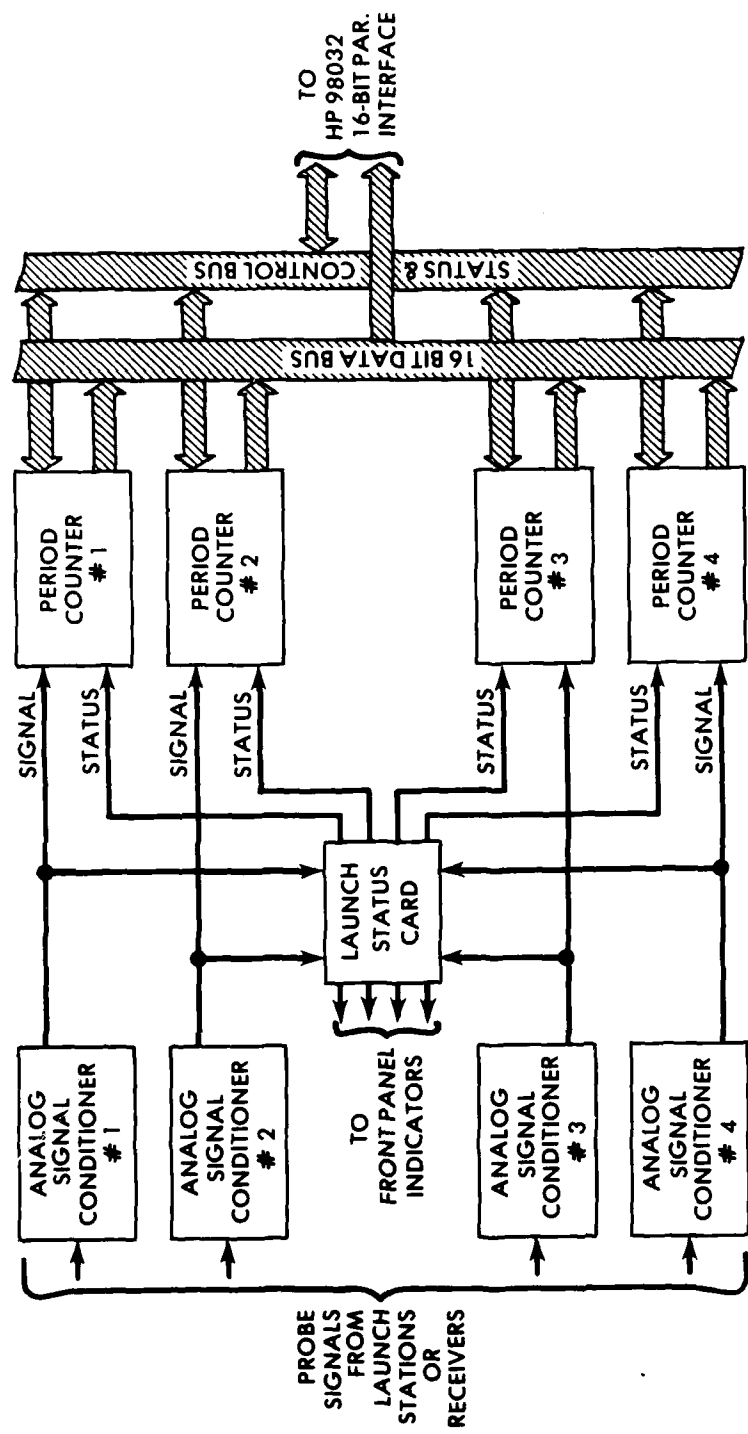 PROBE
SIGNALS
FROM
LAUNCH
STATIONS
OR
RECEIVERS
ANALOG
SIGNAL
CONDITIONER
#1
ANALOG
SIGNAL
CONDITIONER
#2
ANALOG
SIGNAL
CONDITIONER
#3
ANALOG
SIGNAL
CONDITIONER
#4
TO
FRONT PANEL
INDICATORS
LAUNCH
STATUS
CARD
SIGNAL
STATUS
SIGNAL
STATUS
STATUS
STATUS
SIGNAL
PERIOD
COUNTER
#1
PERIOD
COUNTER
#2
PERIOD
COUNTER
#3
PERIOD
COUNTER
#4
16 BIT DATA BUS
STATUS &
CONTROL BUS
TO
HP 98032
16-BIT PAR.
INTERFACE